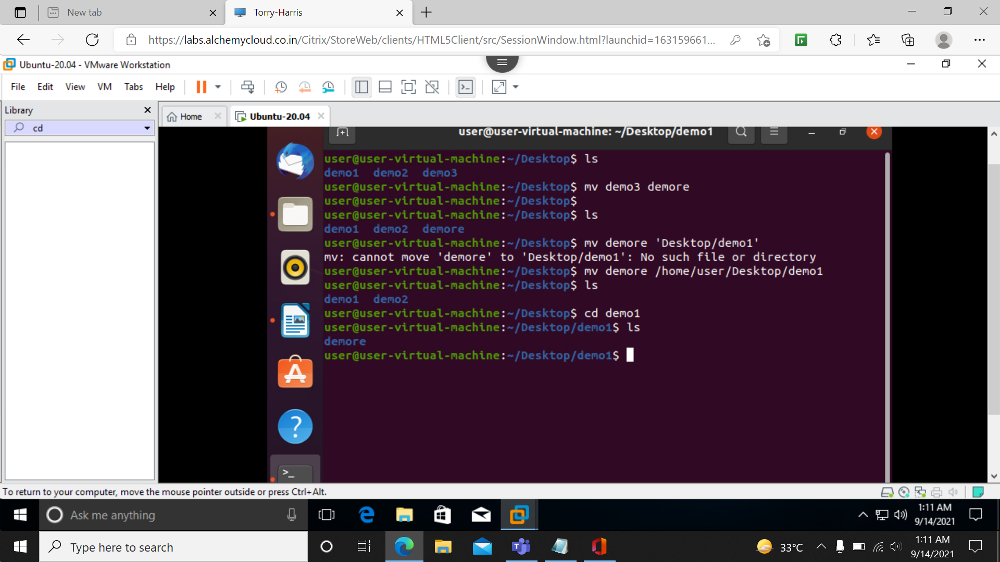 New tab
Torry-Harris
https://labs.alchemycloud.co.in/Citrix/StoreWeb/clients/HTML5Client/src/SessionWindow.html?launchid=163159661...
Ubuntu-20.04 - VMware Workstation
File Edit View VM Tabs Help
Library
cd
Home
Ubuntu-20.04
user@user-virtual-machine: ~/Desktop/demo1
user@user-virtual-machine:~/Desktop$ ls
demo1 demo2 demo3
user@user-virtual-machine:~/Desktop$ mv demo3 demore
user@user-virtual-machine:~/Desktop$
user@user-virtual-machine:~/Desktop$ ls
demo1 demo2 demore
user@user-virtual-machine:~/Desktop$ mv demore 'Desktop/demo1'
mv: cannot move 'demore' to 'Desktop/demo1': No such file or directory
user@user-virtual-machine:~/Desktop$ mv demore /home/user/Desktop/demo1
user@user-virtual-machine:~/Desktop$ ls
demo1 demo2
user@user-virtual-machine:~/Desktop$ cd demo1
user@user-virtual-machine:~/Desktop/demo1$ ls
demore
user@user-virtual-machine:~/Desktop/demo1$
To return to your computer, move the mouse pointer outside or press Ctrl+Alt.
Ask me anything
1:11 AM
9/14/2021
Type here to search
33°C
1:11 AM
9/14/2021